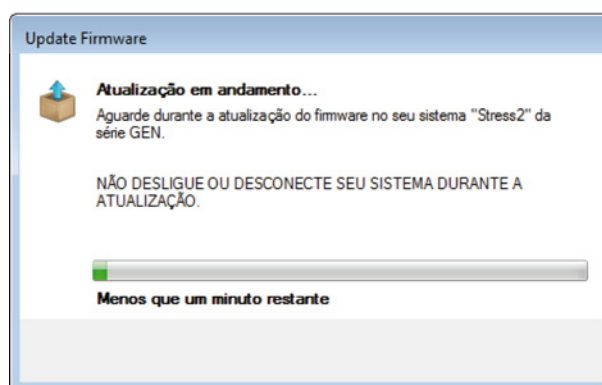 Update Firmware
Atualização em andamento...
Aguarde durante a atualização do firmware no seu sistema "Stress2" da
série GEN.
NÃO DESLIGUE OU DESCONECTE SEU SISTEMA DURANTE A
ATUALIZAÇÃO.
Menos que um minuto restante